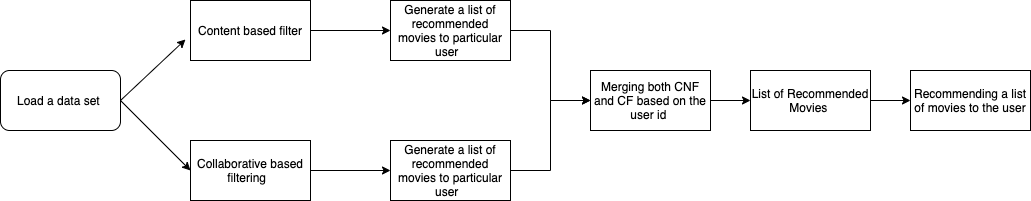 Load a data set
Content based filter
Generate a list of
recommended
movies to particular
user
Collaborative based
filtering
Generate a list of
recommended
movies to particular
user
Merging both CNF
and CF based on the
user id
List of Recommended
Movies
Recommending a list
of movies to the user